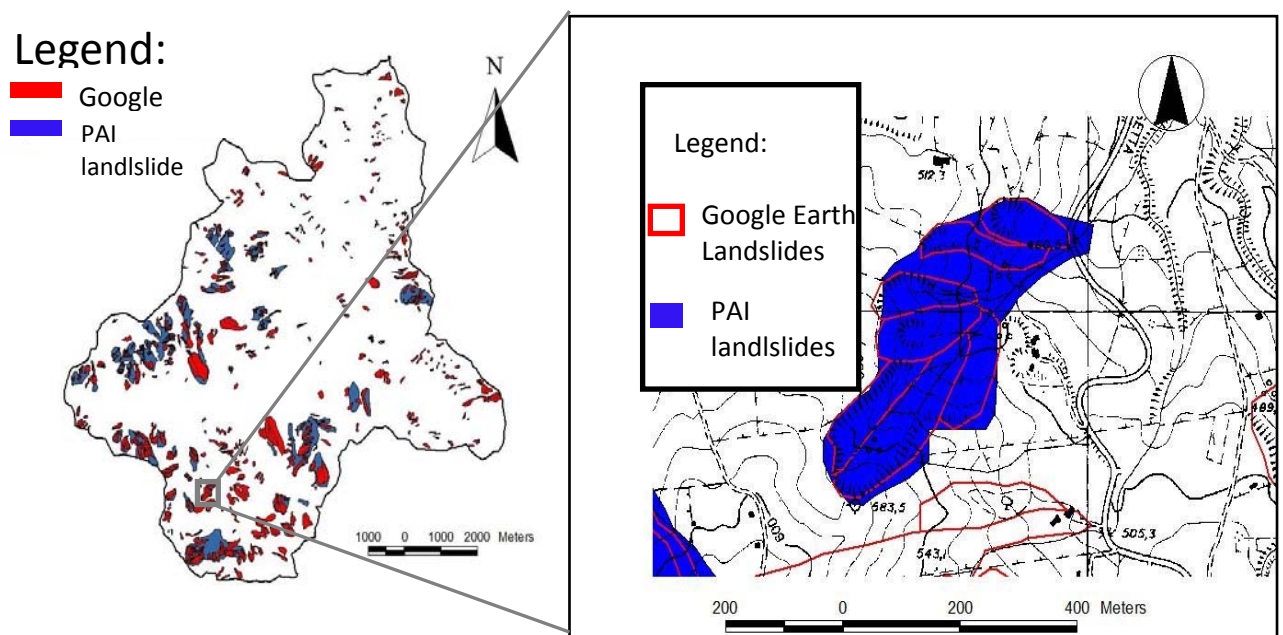 Legend:
Google
PAI
landlslide
N
1000 0 1000 2000 Meters
Legend:
Google Earth
Landslides
PAI
landlslides
512,3
583,5
600
543,1
505,3
489,
200 0 200 400 Meters